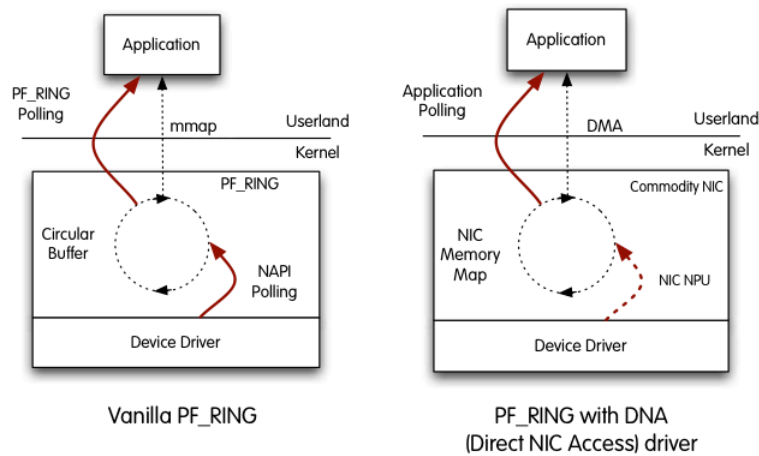 Application
PF_RING
Polling
mmap
Userland
Kernel
PF_RING
Circular
Buffer
NAPI
Polling
Device Driver
Vanilla PF_RING
Application
Application
Polling
DMA
Userland
Kernel
Commodity NIC
NIC
Memory
Map
NIC NPU
Device Driver
PF_RING with DNA
(Direct NIC Access) driver